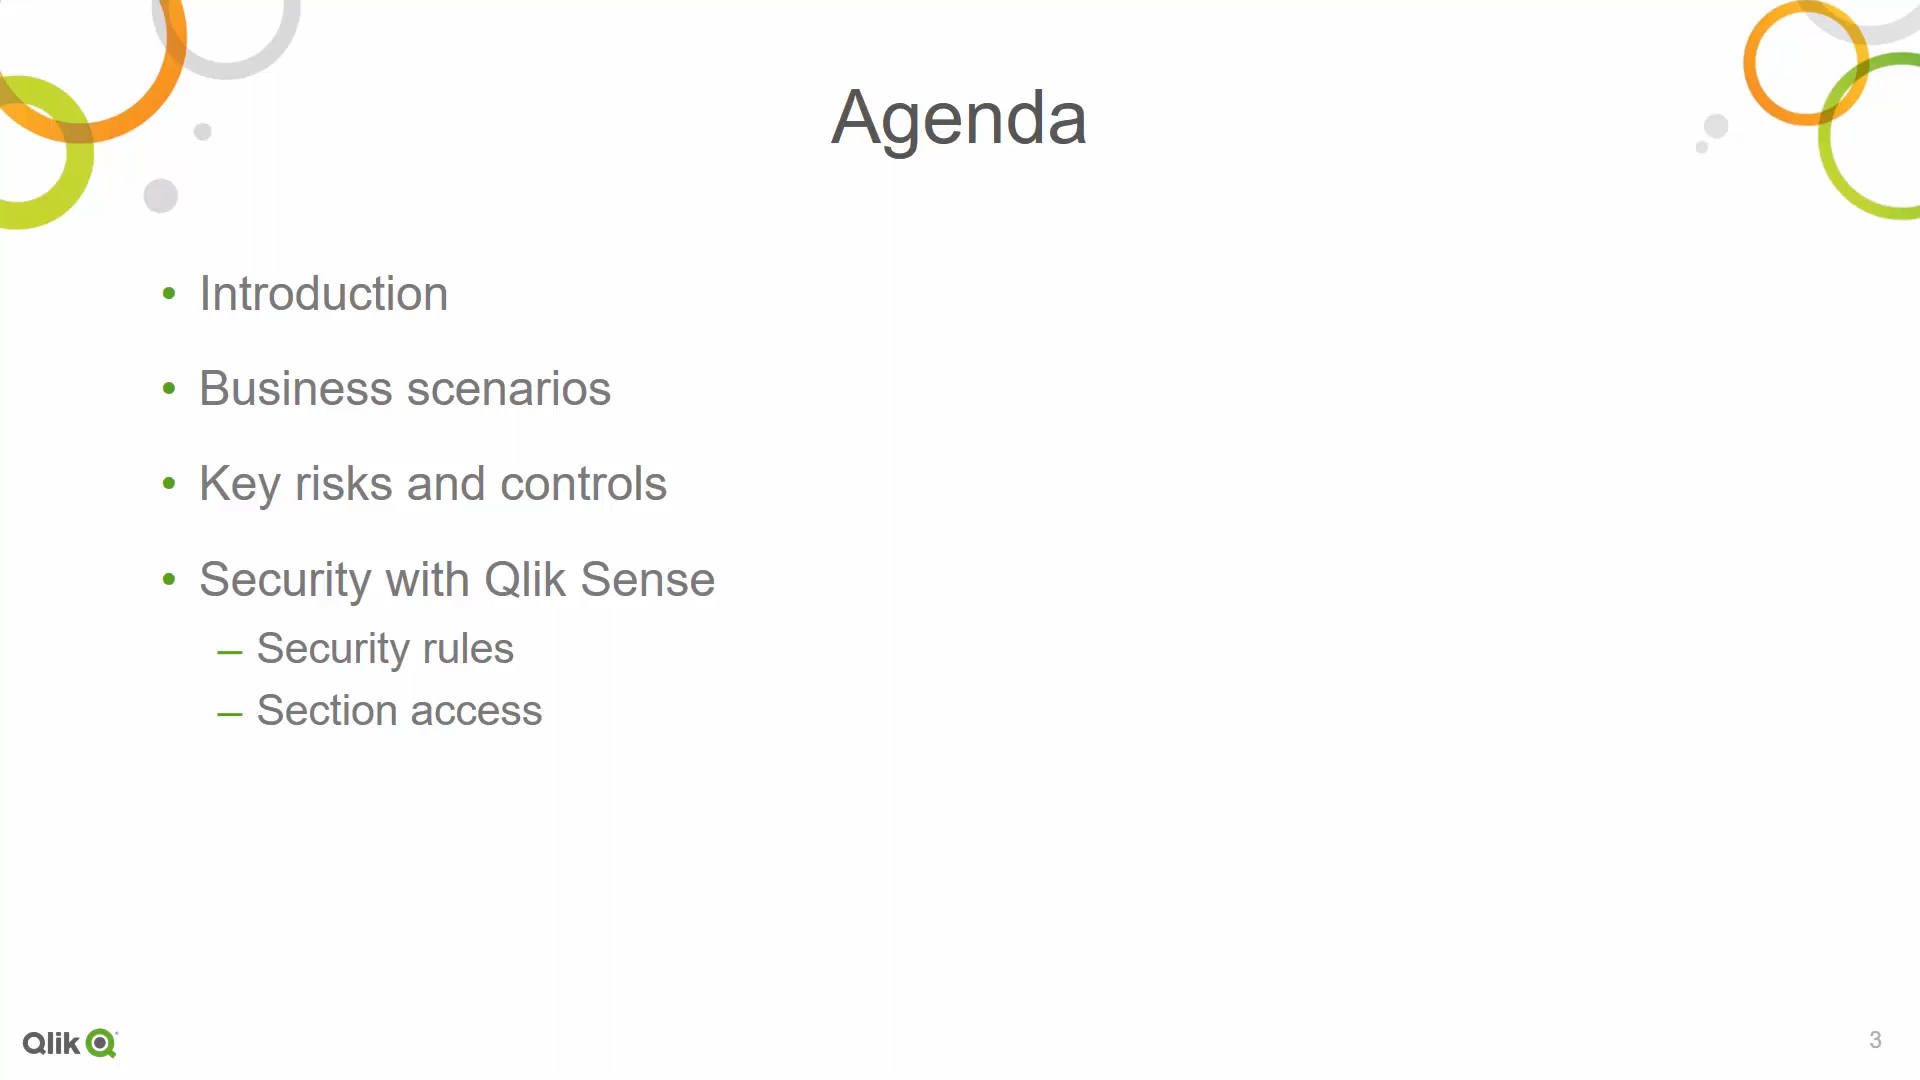 Agenda
• Introduction
• Business scenarios
• Key risks and controls
• Security with Qlik Sense
– Security rules
– Section access
Qlik
3